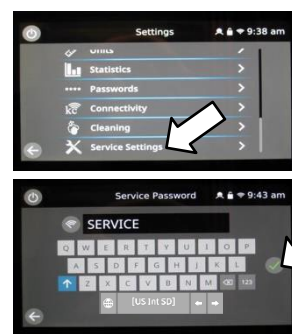 Settings 9:38 am
Units
Statistics
Passwords
Connectivity
Cleaning
Service Settings
Service Password 9:43 am
SERVICE
Q W E R T Y U I O P
A S D F G H J K L
Z X C V B N M 123
[US Int SD]